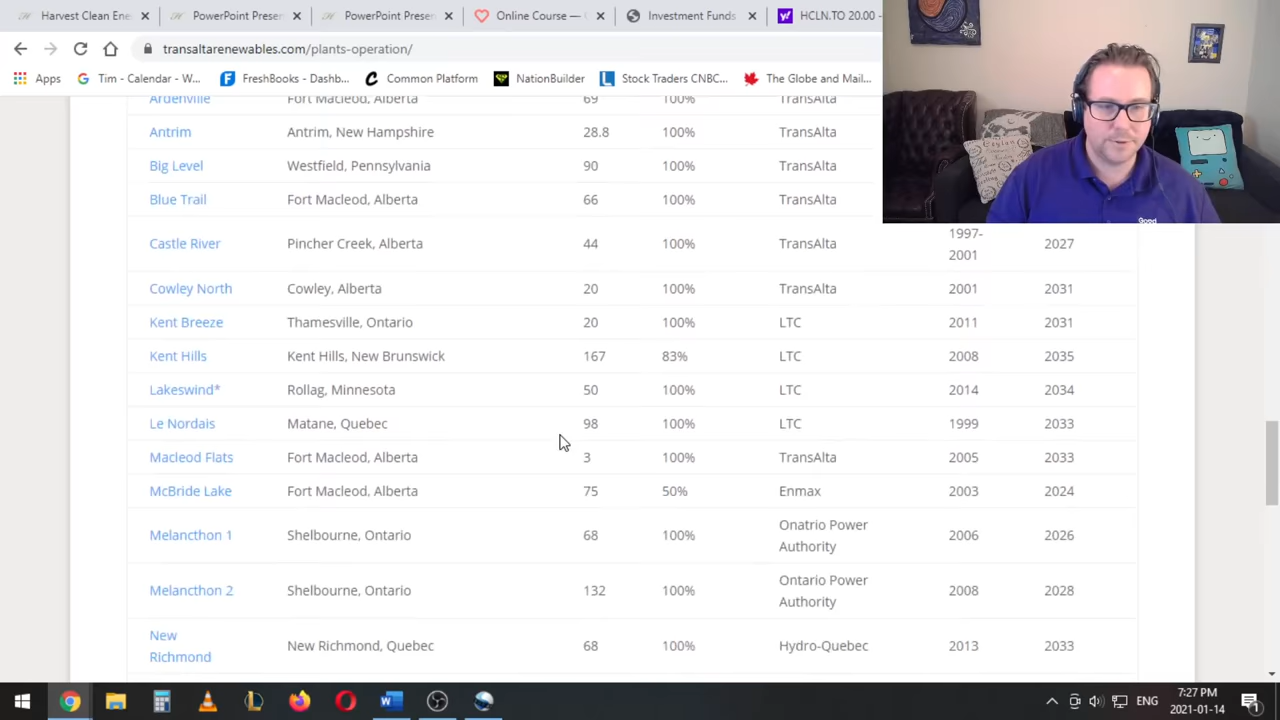 Harvest Clean Ene
PowerPoint Presen
PowerPoint Presen
Online Course —
Investment Funds
HCLN.TO 20.00
transaltarenewables.com/plants-operation/
Apps
Tim - Calendar - W...
FreshBooks - Dashb...
Common Platform
NationBuilder
Stock Traders CNBC...
The Globe and Mail...
Ardenville Fort Macleod, Alberta 69 100% TransAlta
Antrim Antrim, New Hampshire 28.8 100% TransAlta
Big Level Westfield, Pennsylvania 90 100% TransAlta
Blue Trail Fort Macleod, Alberta 66 100% TransAlta
Castle River Pincher Creek, Alberta 44 100% TransAlta 1997-
2001 2027
Cowley North Cowley, Alberta 20 100% TransAlta 2001 2031
Kent Breeze Thamesville, Ontario 20 100% LTC 2011 2031
Kent Hills Kent Hills, New Brunswick 167 83% LTC 2008 2035
Lakeswind* Rollag, Minnesota 50 100% LTC 2014 2034
Le Nordais Matane, Quebec 98 100% LTC 1999 2033
Macleod Flats Fort Macleod, Alberta 3 100% TransAlta 2005 2033
McBride Lake Fort Macleod, Alberta 75 50% Enmax 2003 2024
Melancthon 1 Shelbourne, Ontario 68 100% Onatrio Power
Authority 2006 2026
Melancthon 2 Shelbourne, Ontario 132 100% Ontario Power
Authority 2008 2028
New
Richmond New Richmond, Quebec 68 100% Hydro-Quebec 2013 2033
Good
ENG
7:27 PM
2021-01-14